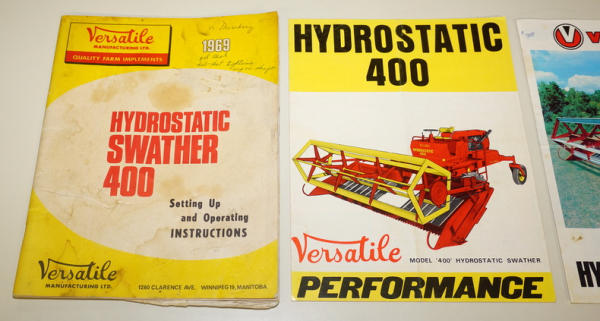 Versatile
MANUFACTURING LTD.
QUALITY FARM IMPLEMENTS
1969
HYDROSTATIC
SWATHER
400
Setting Up
and Operating
INSTRUCTIONS
Versatile
MANUFACTURING LTD.
1260 CLARENCE AVE. WINNIPEG 19, MANITOBA
HYDROSTATIC
400
Versatile
MODEL '400' HYDROSTATIC SWATHER
PERFORMANCE
V V
HY